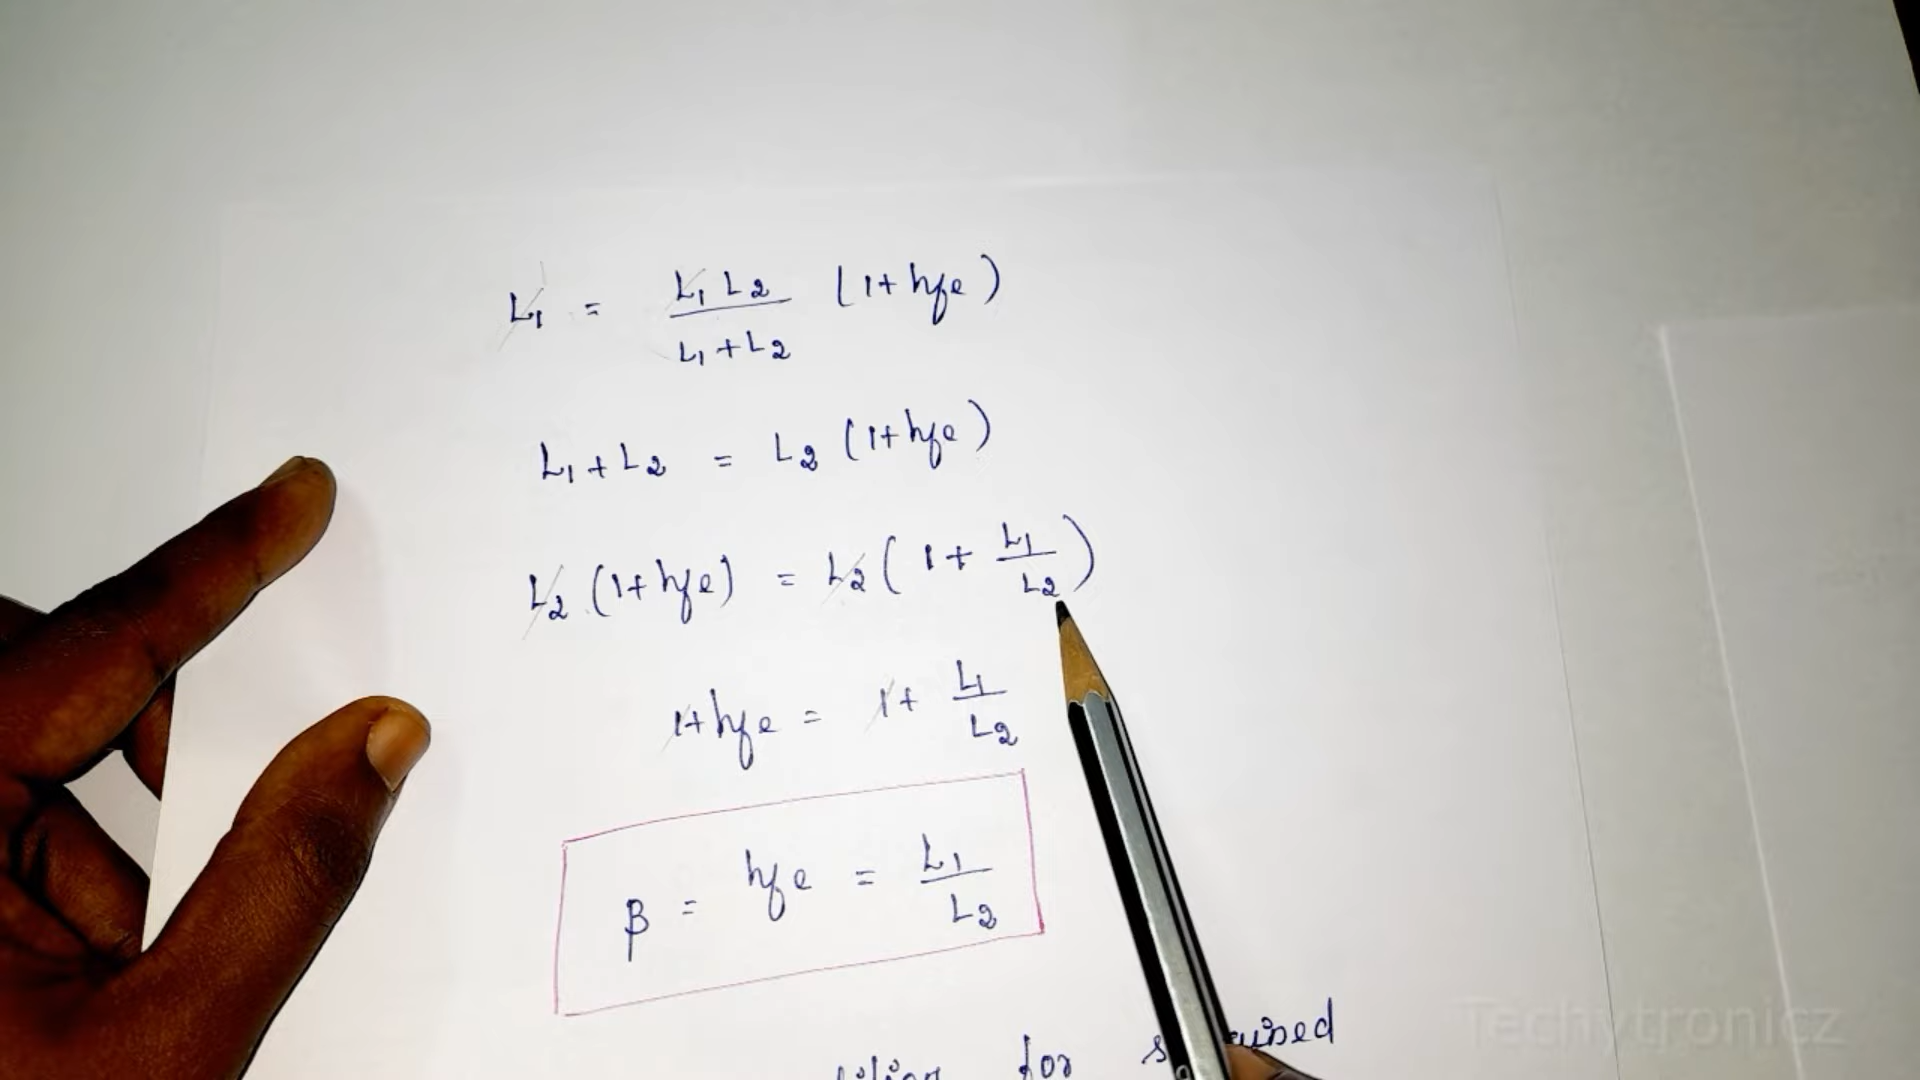 L₁ = L₁ L₂ / L₁ + L₂ (1 + hfe)
L₁ + L₂ = L₂ (1 + hfe)
L₂ (1 + hfe) = L₂ (1 + L₁ / L₂)
1 + hfe = 1 + L₁ / L₂
β = hfe = L₁ / L₂
for
Techytronicz